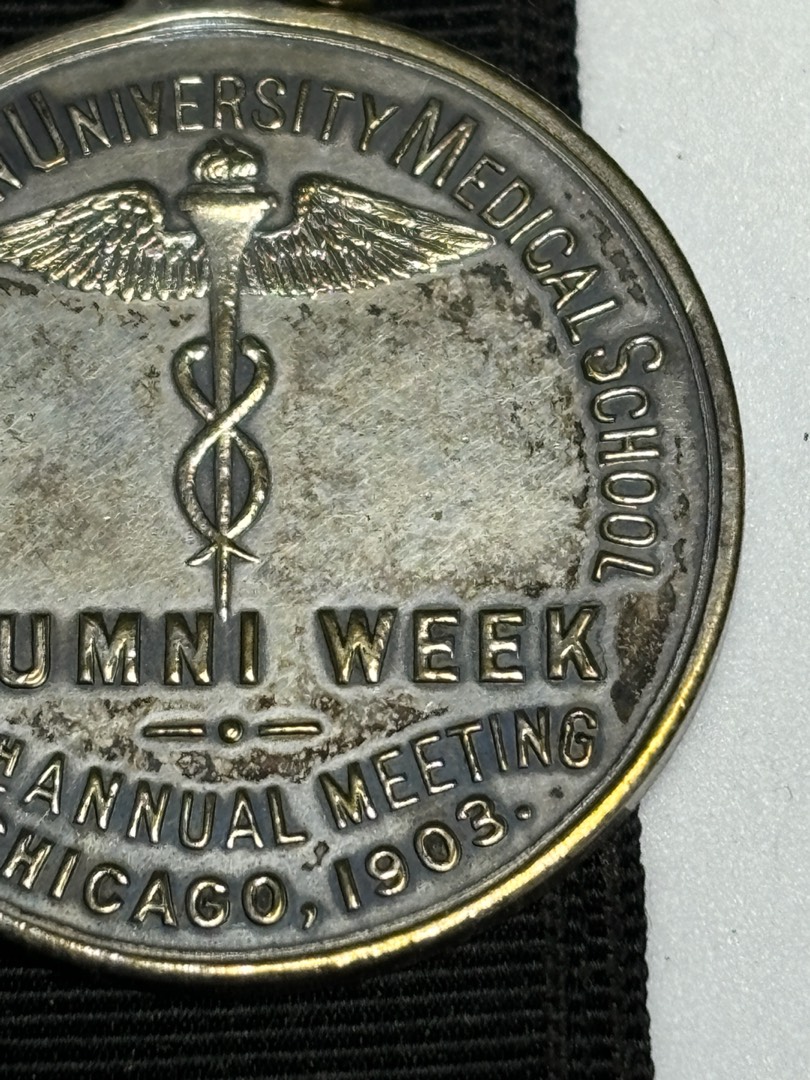 N UNIVERSITY MEDICAL SCHOOL
UMNI WEEK
H ANNUAL MEETING
CHICAGO, 1903.